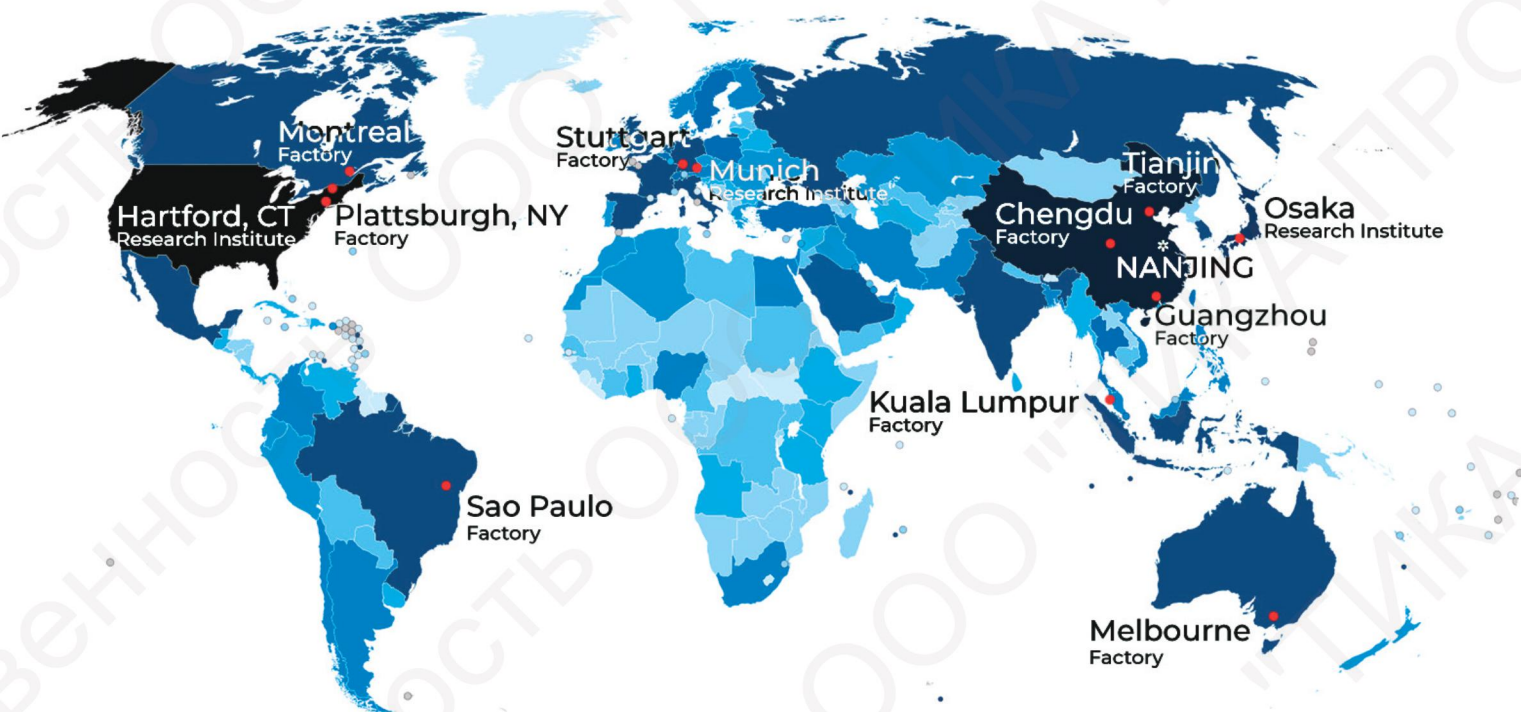 Montreal
Factory
Hartford, CT
Research Institute
Plattsburgh, NY
Factory
Stuttgart
Factory
Munich
Research Institute
Tianjin
Factory
Chengdu
Factory
NANJING
Osaka
Research Institute
Guangzhou
Factory
Kuala Lumpur
Factory
Sao Paulo
Factory
Melbourne
Factory